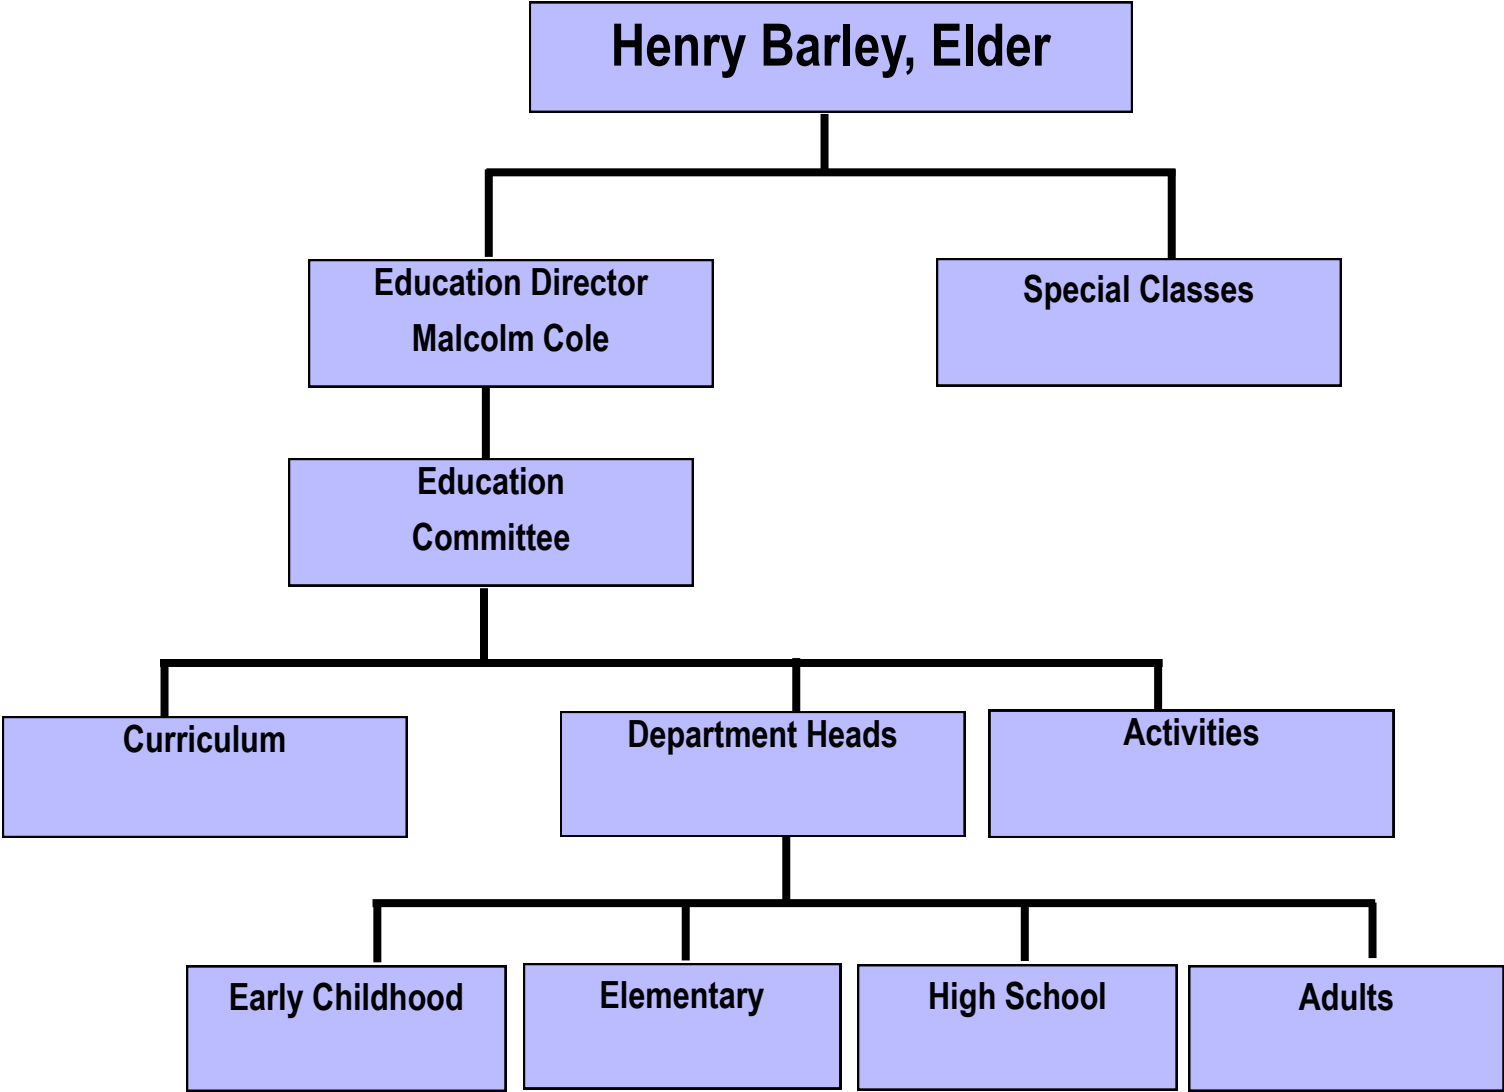 Henry Barley, Elder
Education Director
Malcolm Cole
Special Classes
Education
Committee
Curriculum
Department Heads
Activities
Early Childhood
Elementary
High School
Adults